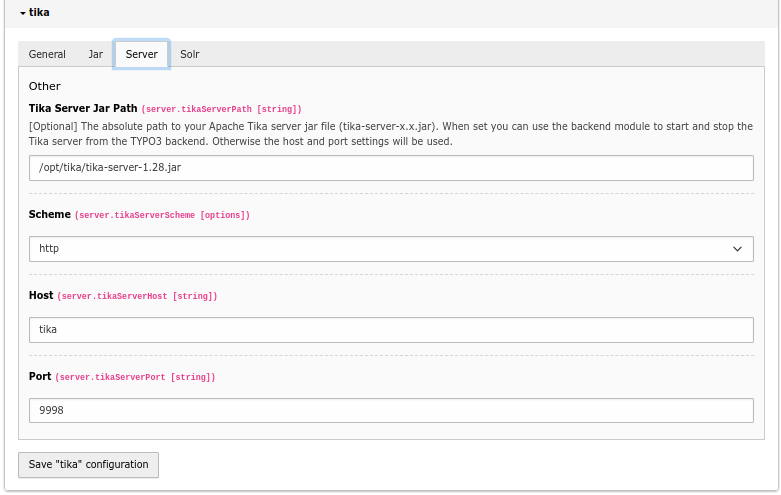 tika
General Jar Server Solr
Other
Tika Server Jar Path (server.tikaServerPath [string])
[Optional] The absolute path to your Apache Tika server jar file (tika-server-x.x.jar). When set you can use the backend module to start and stop the
Tika server from the TYPO3 backend. Otherwise the host and port settings will be used.
/opt/tika/tika-server-1.28.jar
Scheme (server.tikaServerScheme [options])
http
Host (server.tikaServerHost [string])
tika
Port (server.tikaServerPort [string])
9998
Save "tika" configuration